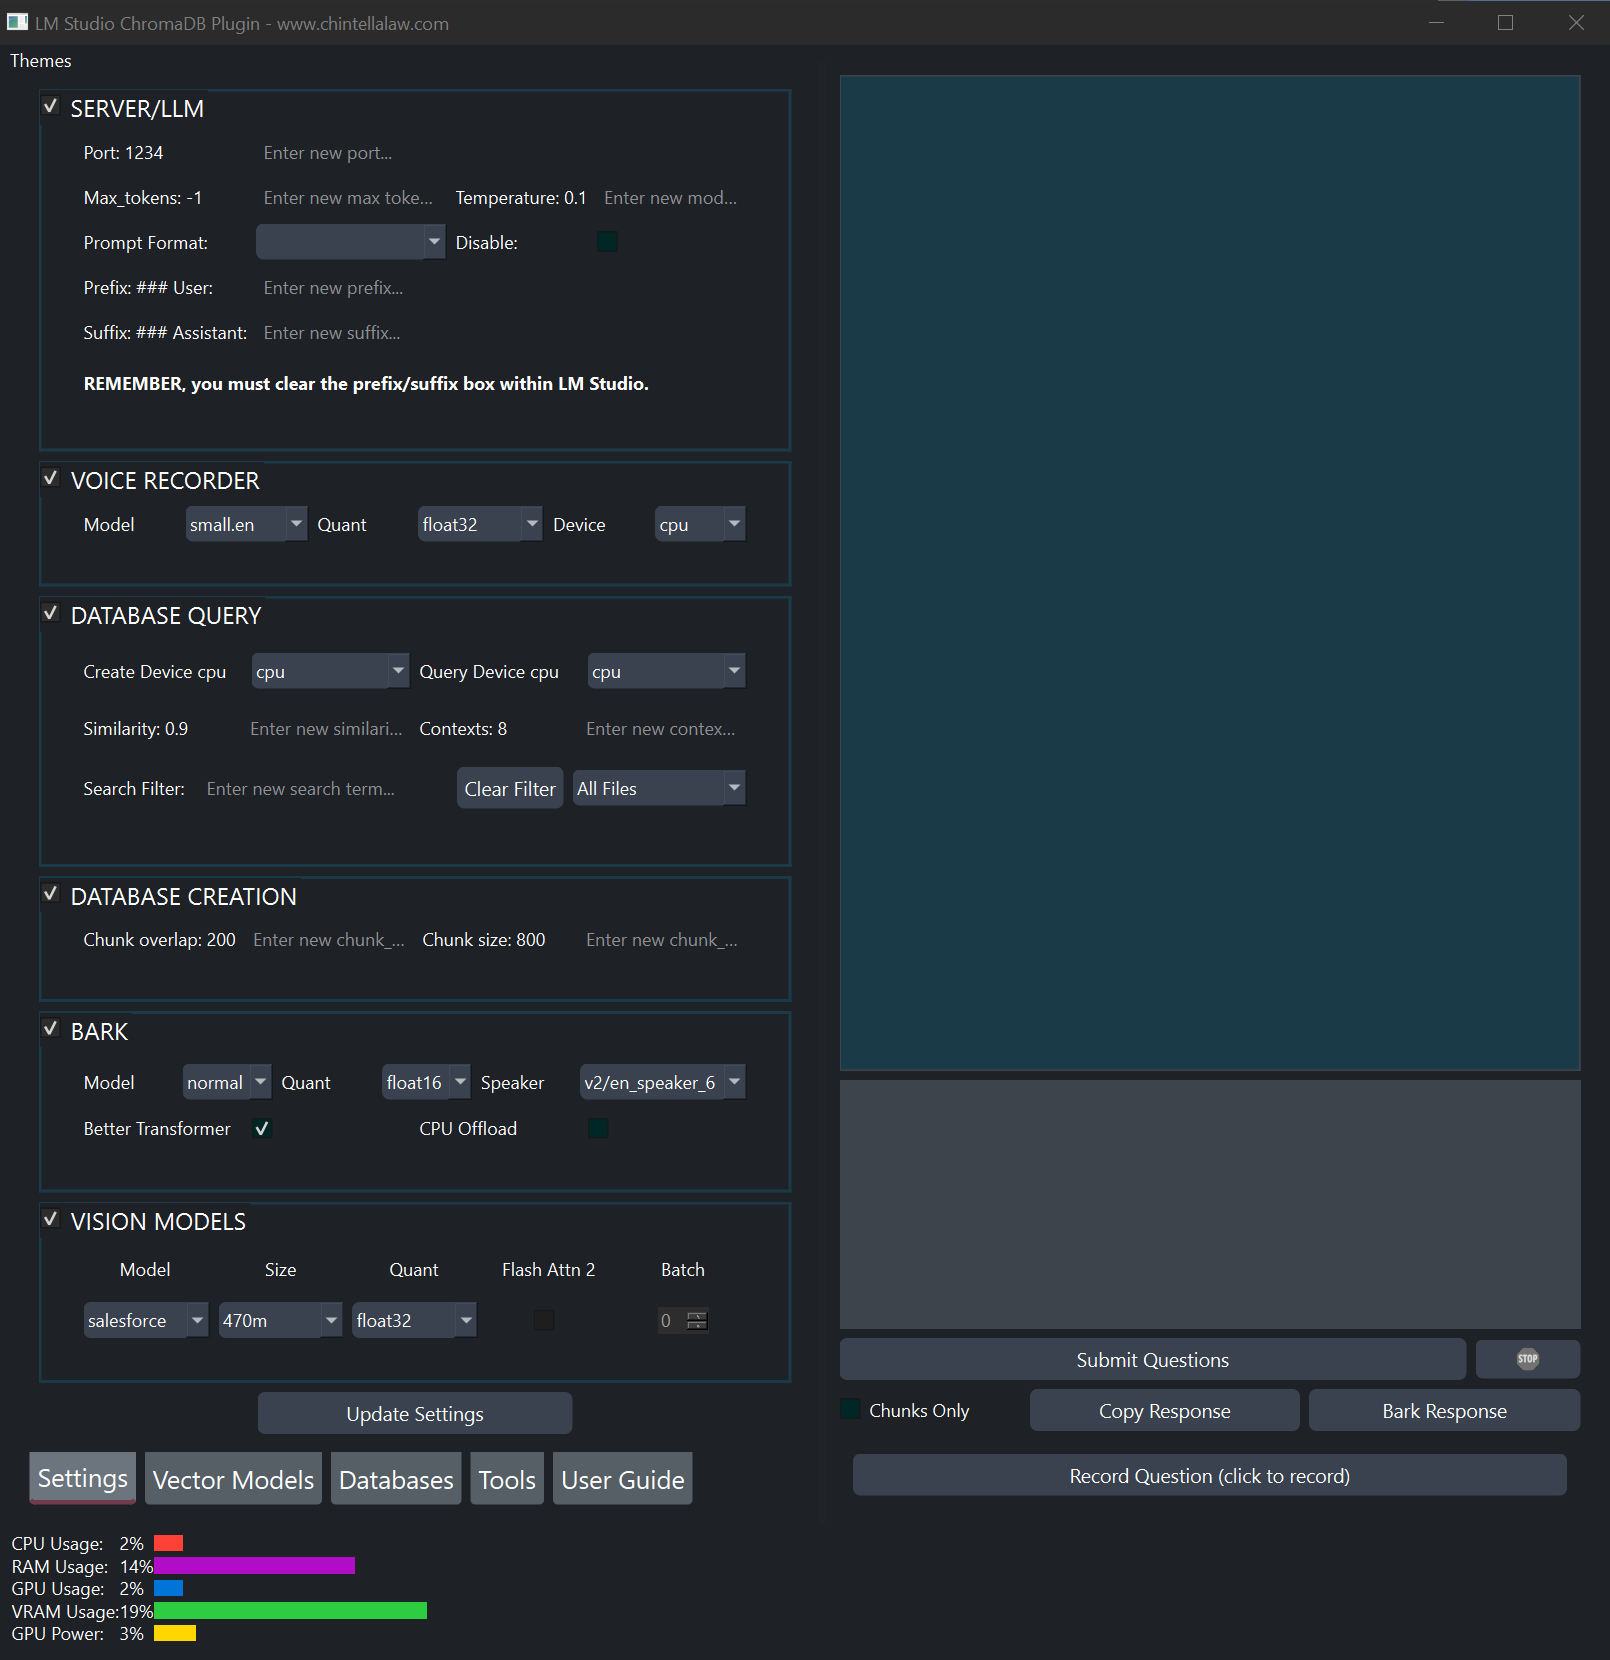 LM Studio ChromaDB Plugin - www.chintellalaw.com
Themes
SERVER/LLM
Port: 1234 Enter new port...
Max_tokens: -1 Enter new max toke... Temperature: 0.1 Enter new mod...
Prompt Format: Disable:
Prefix: ### User: Enter new prefix...
Suffix: ### Assistant: Enter new suffix...
REMEMBER, you must clear the prefix/suffix box within LM Studio.
VOICE RECORDER
Model small.en Quant float32 Device cpu
DATABASE QUERY
Create Device cpu cpu Query Device cpu cpu
Similarity: 0.9 Enter new similari... Contexts: 8 Enter new contex...
Search Filter: Enter new search term... Clear Filter All Files
DATABASE CREATION
Chunk overlap: 200 Enter new chunk_... Chunk size: 800 Enter new chunk_...
BARK
Model normal Quant float16 Speaker v2/en_speaker_6
Better Transformer CPU Offload
VISION MODELS
Model Size Quant Flash Attn 2 Batch
salesforce 470m float32 0
Update Settings
Settings Vector Models Databases Tools User Guide
Submit Questions STOP
Chunks Only Copy Response Bark Response
Record Question (click to record)
CPU Usage: 2%
RAM Usage: 14%
GPU Usage: 2%
VRAM Usage:19%
GPU Power: 3%